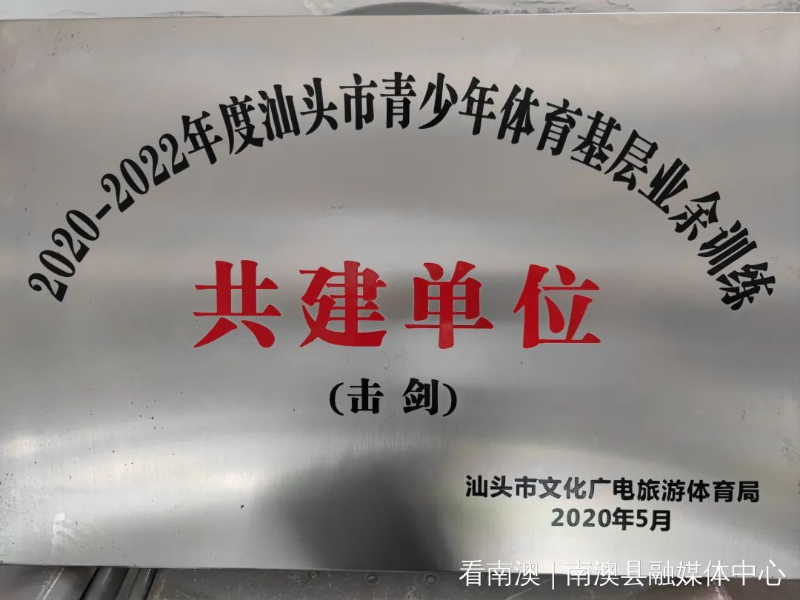 2020-2022年度汕头市青少年体育基层业余训练
共建单位
(击剑)
汕头市文化广电旅游体育局
2020年5月
看南澳 | 南澳县融媒体中心